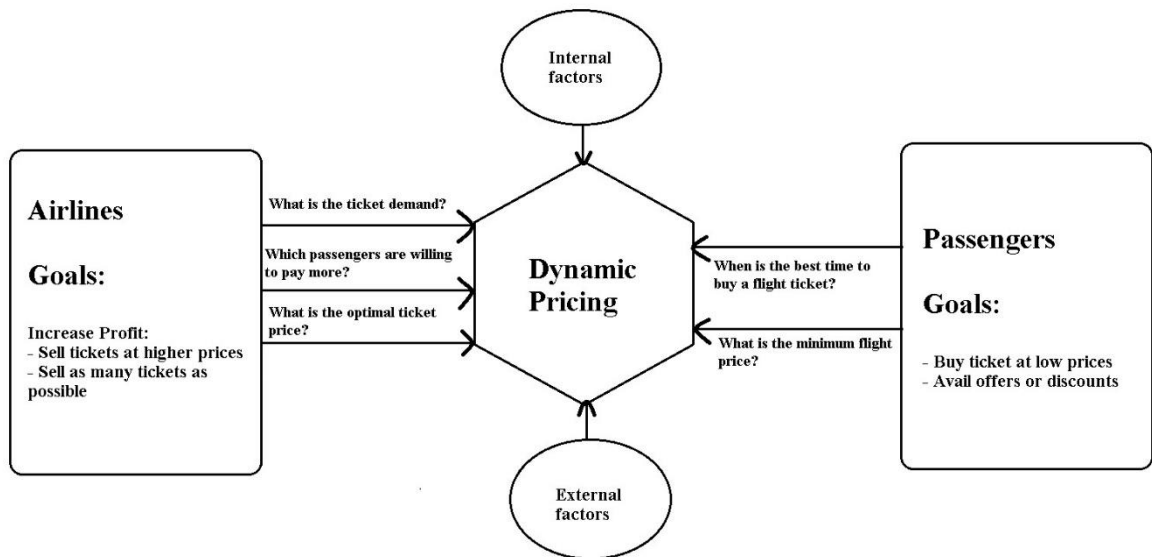 Internal
factors
Airlines
Goals:
Increase Profit:
- Sell tickets at higher prices
- Sell as many tickets as
possible
What is the ticket demand?
Which passengers are willing
to pay more?
What is the optimal ticket
price?
Dynamic
Pricing
When is the best time to
buy a flight ticket?
What is the minimum flight
price?
Passengers
Goals:
- Buy ticket at low prices
- Avail offers or discounts
External
factors